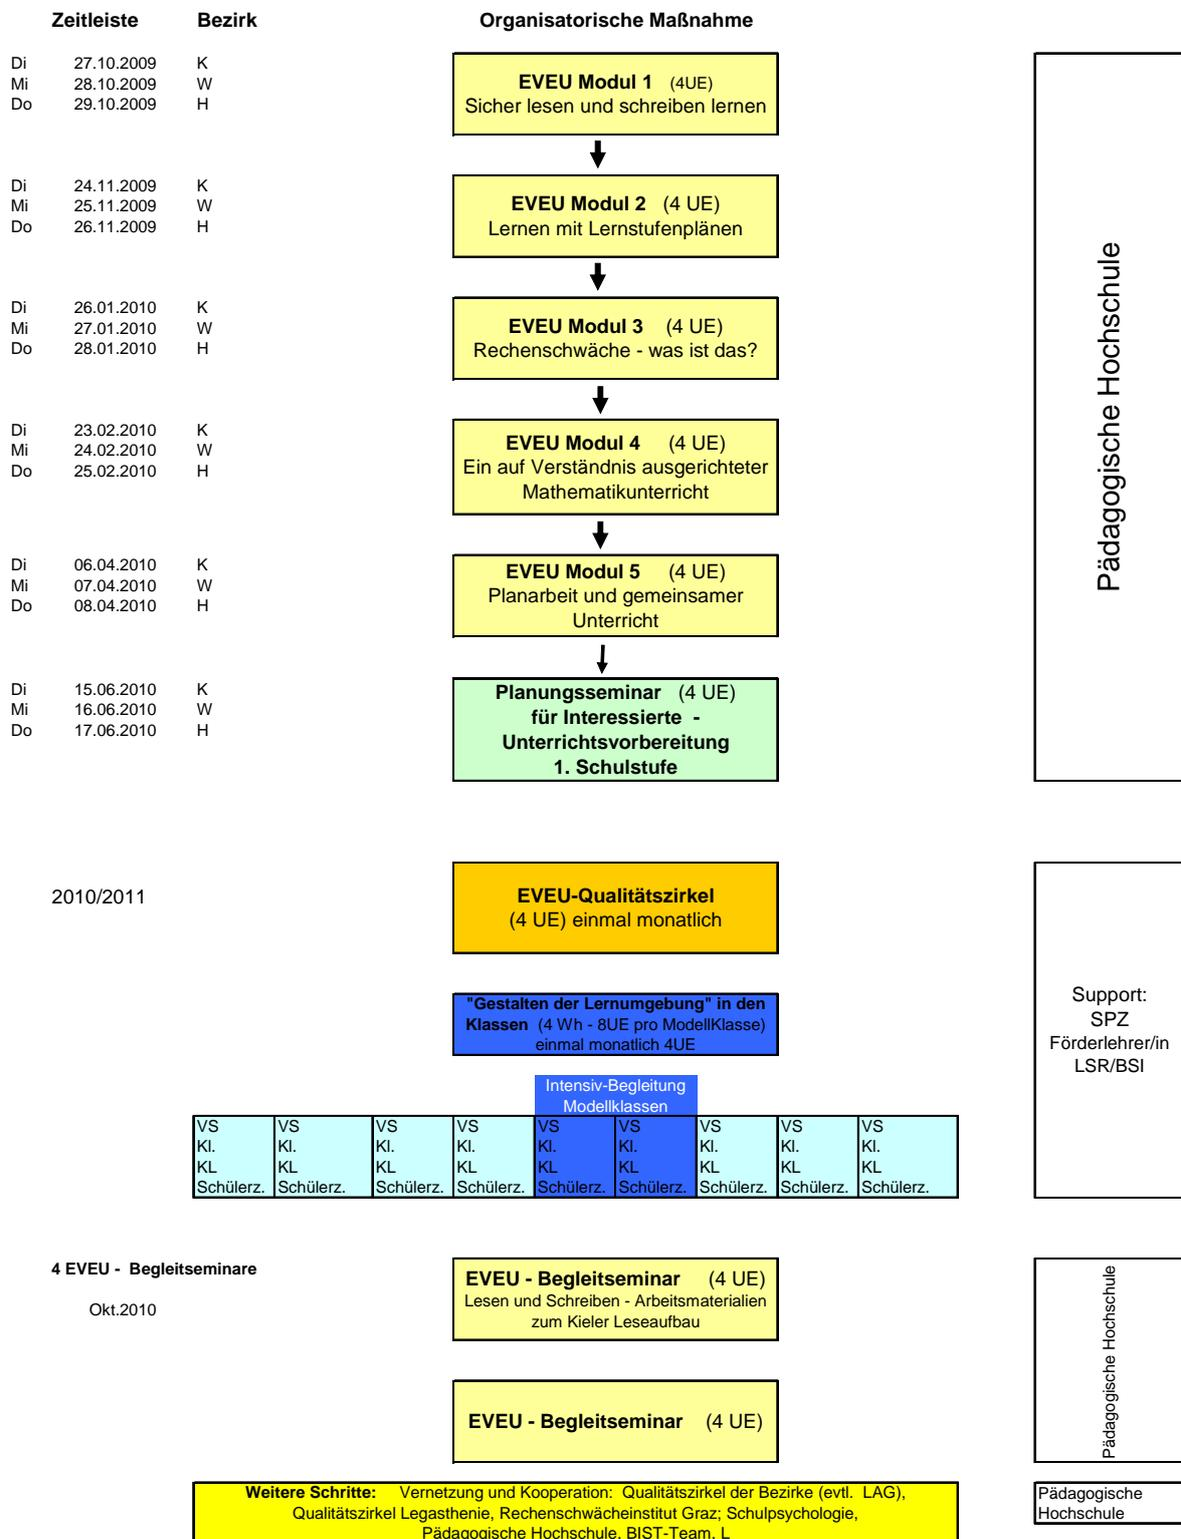 Zeitleiste Bezirk Organisatorische Maßnahme
Di 27.10.2009 K
Mi 28.10.2009 W
Do 29.10.2009 H
EVEU Modul 1 (4UE)
Sicher lesen und schreiben lernen
Di 24.11.2009 K
Mi 25.11.2009 W
Do 26.11.2009 H
EVEU Modul 2 (4 UE)
Lernen mit Lernstufenplänen
Di 26.01.2010 K
Mi 27.01.2010 W
Do 28.01.2010 H
EVEU Modul 3 (4 UE)
Rechenschwäche - was ist das?
Di 23.02.2010 K
Mi 24.02.2010 W
Do 25.02.2010 H
EVEU Modul 4 (4 UE)
Ein auf Verständnis ausgerichteter
Mathematikunterricht
Di 06.04.2010 K
Mi 07.04.2010 W
Do 08.04.2010 H
EVEU Modul 5 (4 UE)
Planarbeit und gemeinsamer
Unterricht
Di 15.06.2010 K
Mi 16.06.2010 W
Do 17.06.2010 H
Planungsseminar (4 UE)
für Interessierte -
Unterrichtsvorbereitung
1. Schulstufe
Pädagogische Hochschule
2010/2011
EVEU-Qualitätszirkel
(4 UE) einmal monatlich
"Gestalten der Lernumgebung" in den
Klassen (4 Wh - 8UE pro ModellKlasse)
einmal monatlich 4UE
Intensiv-Begleitung
Modellklassen
VS VS VS VS VS VS VS VS VS
Kl. Kl. Kl. Kl. Kl. Kl. Kl. Kl. Kl.
KL KL KL KL KL KL KL KL KL
Schülerz. Schülerz. Schülerz. Schülerz. Schülerz. Schülerz. Schülerz. Schülerz. Schülerz.
Support:
SPZ
Förderlehrer/in
LSR/BSI
4 EVEU - Begleitseminare
Okt.2010
EVEU - Begleitseminar (4 UE)
Lesen und Schreiben - Arbeitsmaterialien
zum Kieler Leseaufbau
EVEU - Begleitseminar (4 UE)
Pädagogische Hochschule
Weitere Schritte: Vernetzung und Kooperation: Qualitätszirkel der Bezirke (evtl. LAG),
Qualitätszirkel Legasthenie, Rechenschwächeinstitut Graz; Schulpsychologie,
Pädagogische Hochschule, BIST-Team, L
Pädagogische
Hochschule